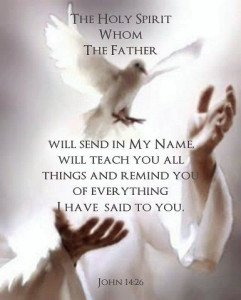 The Holy Spirit
Whom
The Father
will send in My Name,
will teach you all
things and remind you
of everything
I have said to you.
John 14:26